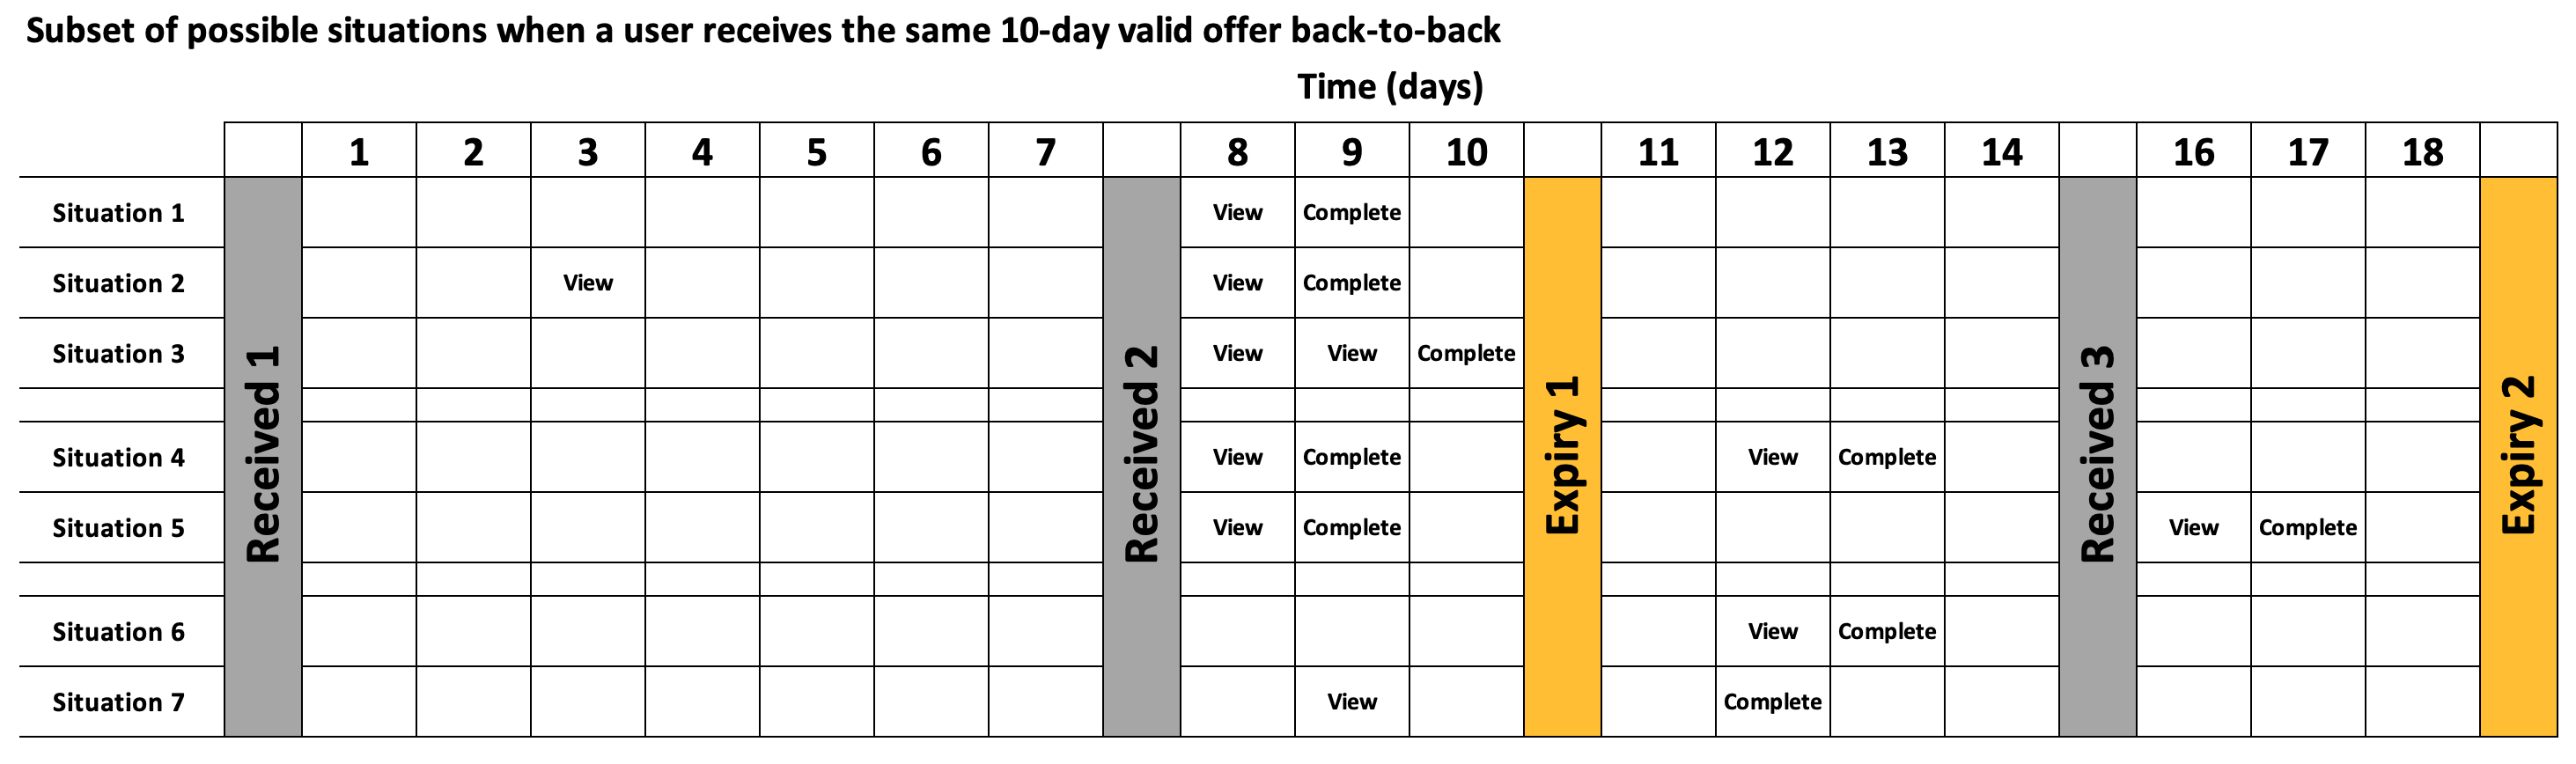 Subset of possible situations when a user receives the same 10-day valid offer back-to-back
Time (days)
1 2 3 4 5 6 7 8 9 10 11 12 13 14 16 17 18
Received 1
Received 2
Expiry 1
Received 3
Expiry 2
Situation 1 View Complete
Situation 2 View View Complete
Situation 3 View View Complete
Situation 4 View Complete View Complete
Situation 5 View Complete View Complete
Situation 6 View Complete
Situation 7 View Complete